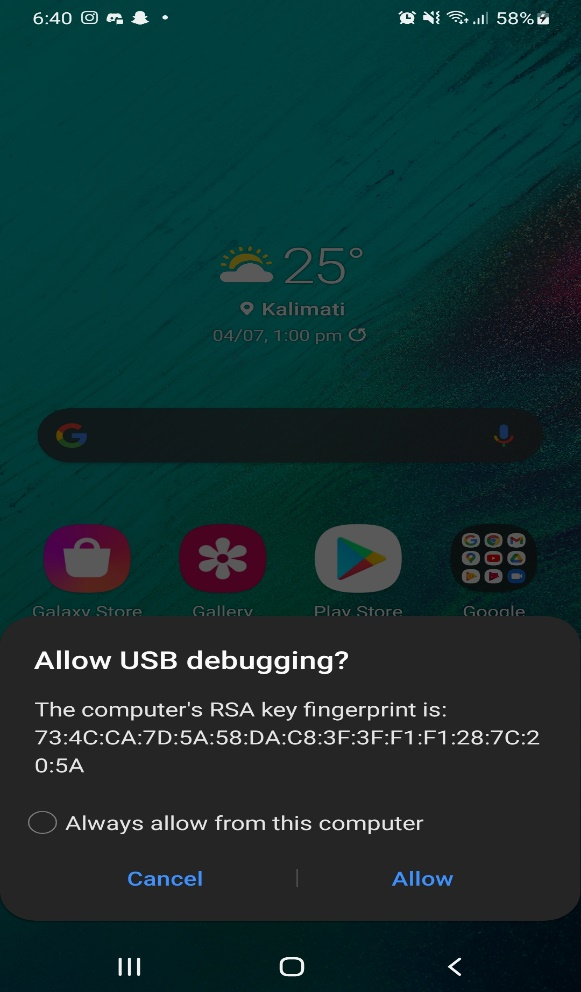 6:40
58%
25°
Kalimati
04/07, 1:00 pm
Galaxy Store
Gallery
Play Store
Google
Allow USB debugging?
The computer's RSA key fingerprint is:
73:4C:CA:7D:5A:58:DA:C8:3F:3F:F1:F1:28:7C:2
0:5A
Always allow from this computer
Cancel
Allow